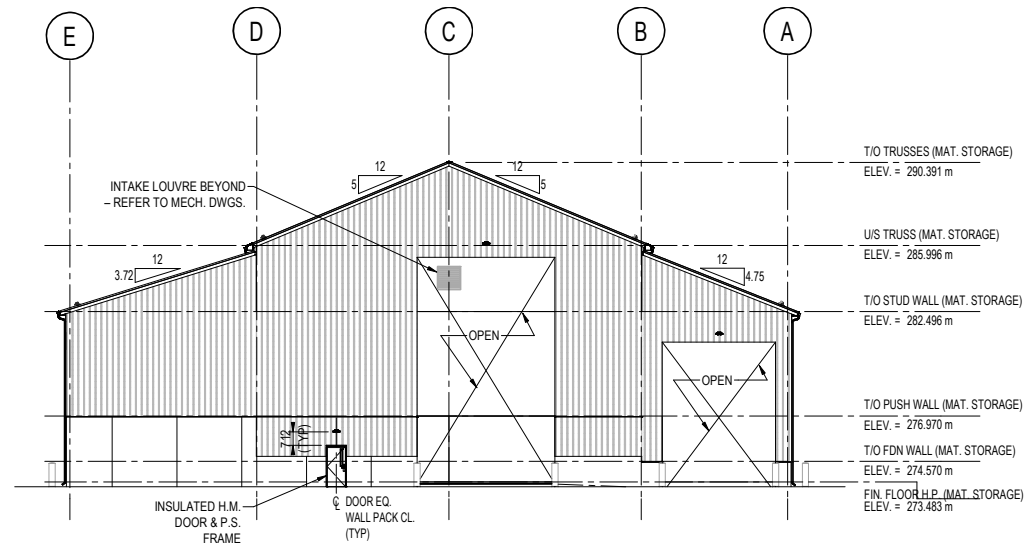 E
D
C
B
A
T/O TRUSSES (MAT. STORAGE)
ELEV. = 290.391 m
12
12
5
5
INTAKE LOUVRE BEYOND
– REFER TO MECH. DWGS.
U/S TRUSS (MAT. STORAGE)
ELEV. = 285.996 m
12
3.72
12
4.75
T/O STUD WALL (MAT. STORAGE)
ELEV. = 282.496 m
OPEN
OPEN
T/O PUSH WALL (MAT. STORAGE)
ELEV. = 276.970 m
712
(TYP)
T/O FDN WALL (MAT. STORAGE)
ELEV. = 274.570 m
FIN. FLOOR H.P. (MAT. STORAGE)
ELEV. = 273.483 m
INSULATED H.M.
DOOR & P.S.
FRAME
℄ DOOR EQ.
WALL PACK CL.
(TYP)